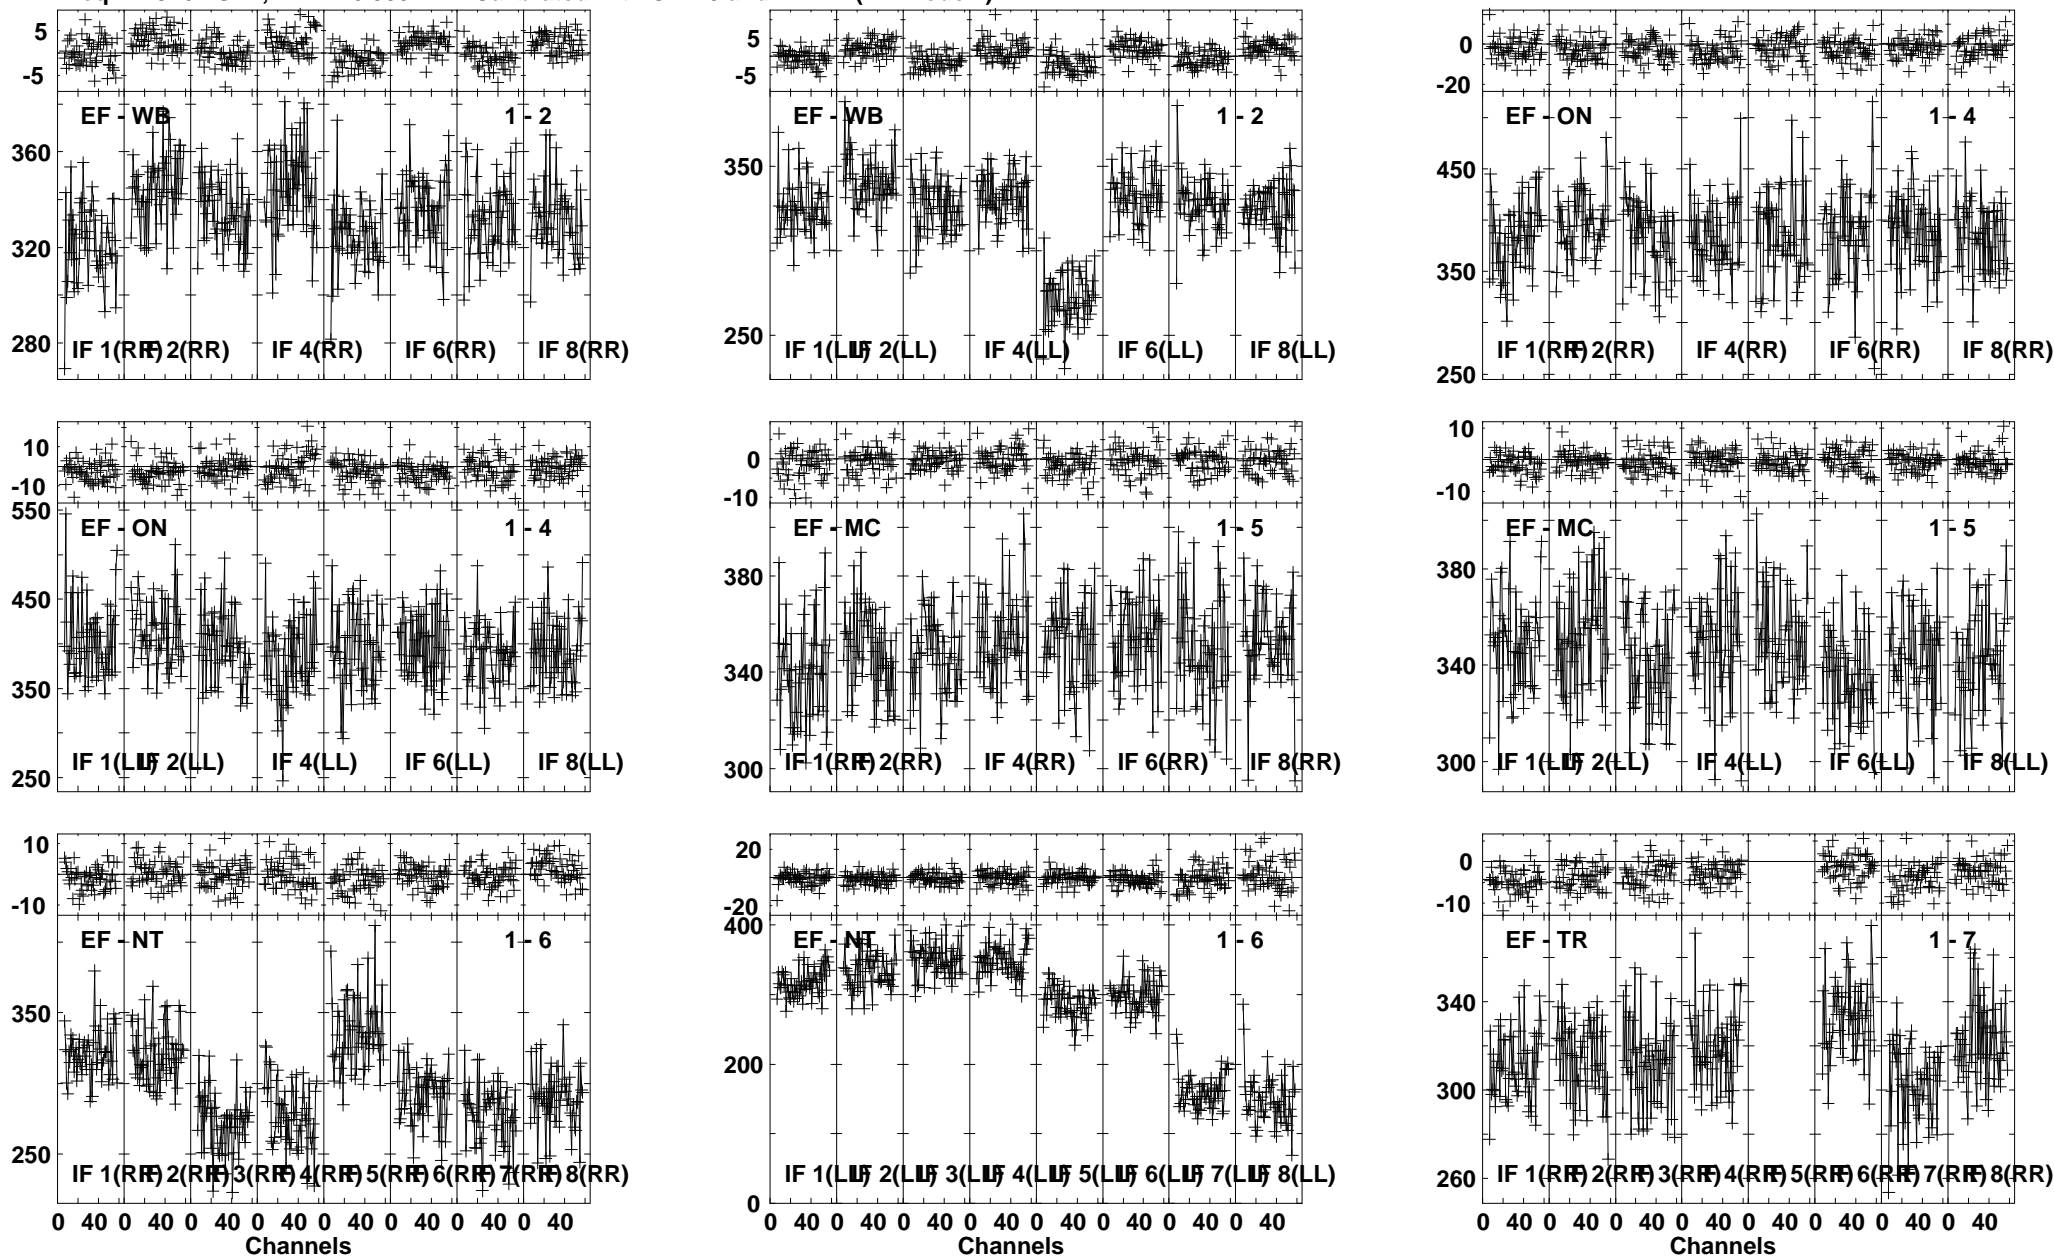 5
-5
EF - WB 1 - 2
360
320
280
IF 1(RR) IF 2(RR) IF 4(RR) IF 6(RR) IF 8(RR)
5
-5
EF - WB 1 - 2
350
250
IF 1(LL) IF 2(LL) IF 4(LL) IF 6(LL) IF 8(LL)
0
-20
EF - ON 1 - 4
450
350
250
IF 1(RR) IF 2(RR) IF 4(RR) IF 6(RR) IF 8(RR)
10
-10
550
EF - ON 1 - 4
450
350
250
IF 1(LL) IF 2(LL) IF 4(LL) IF 6(LL) IF 8(LL)
0
-10
EF - MC 1 - 5
380
340
300
IF 1(RR) IF 2(RR) IF 4(RR) IF 6(RR) IF 8(RR)
10
-10
EF - MC 1 - 5
380
340
300
IF 1(LL) IF 2(LL) IF 4(LL) IF 6(LL) IF 8(LL)
10
-10
EF - NT 1 - 6
350
250
IF 1(RR) IF 2(RR) IF 3(RR) IF 4(RR) IF 5(RR) IF 6(RR) IF 7(RR) IF 8(RR)
0 40 0 40 0 40 0 40 0 40 0 40 0 40 0 40
Channels
20
-20
400
EF - NT 1 - 6
200
0
IF 1(LL) IF 2(LL) IF 3(LL) IF 4(LL) IF 5(LL) IF 6(LL) IF 7(LL) IF 8(LL)
0 40 0 40 0 40 0 40 0 40 0 40 0 40 0 40
Channels
0
-10
EF - TR 1 - 7
340
300
260
IF 1(RR) IF 2(RR) IF 3(RR) IF 4(RR) IF 5(RR) IF 6(RR) IF 7(RR) IF 8(RR)
0 40 0 40 0 40 0 40 0 40 0 40 0 40 0 40
Channels